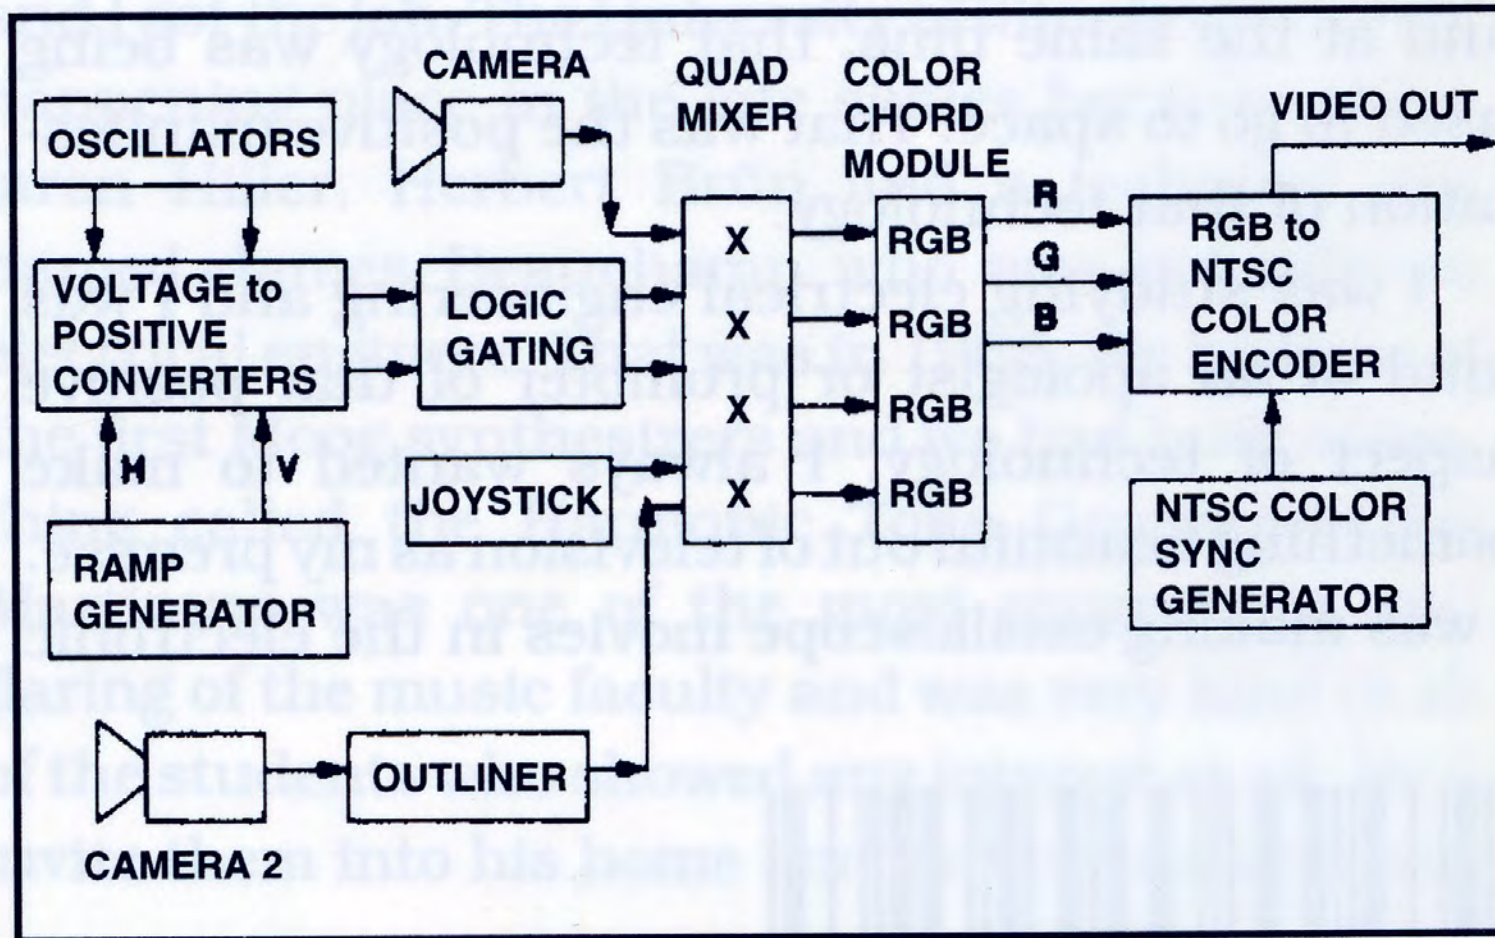 CAMERA
QUAD
MIXER
COLOR
CHORD
MODULE
VIDEO OUT
OSCILLATORS
VOLTAGE to
POSITIVE
CONVERTERS
H
V
RAMP
GENERATOR
LOGIC
GATING
JOYSTICK
X
X
X
X
RGB
RGB
RGB
RGB
R
G
B
RGB to
NTSC
COLOR
ENCODER
NTSC COLOR
SYNC
GENERATOR
OUTLINER
CAMERA 2